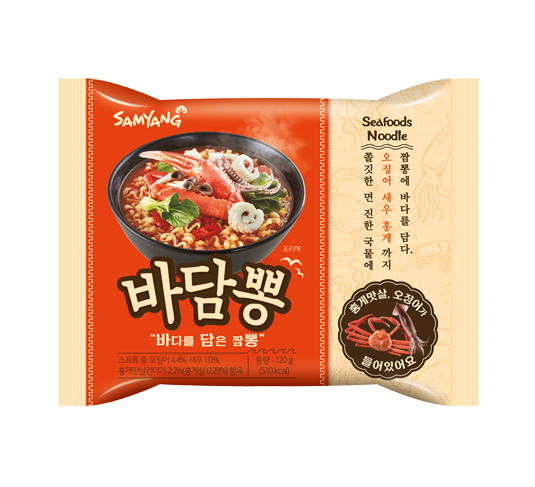 SAMYANG
조리예
바담뽕
"바다를 담은 짬뽕"
스프류 중 오징어 4.4%, 새우 1.0%,
홍게맛살건더기 2.2%(홍게살 0.29%) 함유
중량 : 120 g
(510 kcal)
Seafoods
Noodle
짬뽕에 바다를 담다.
오징어 새우 홍게 까지
쫄깃한 면 진한 국물에
홍게맛살, 오징어가
들어있어요